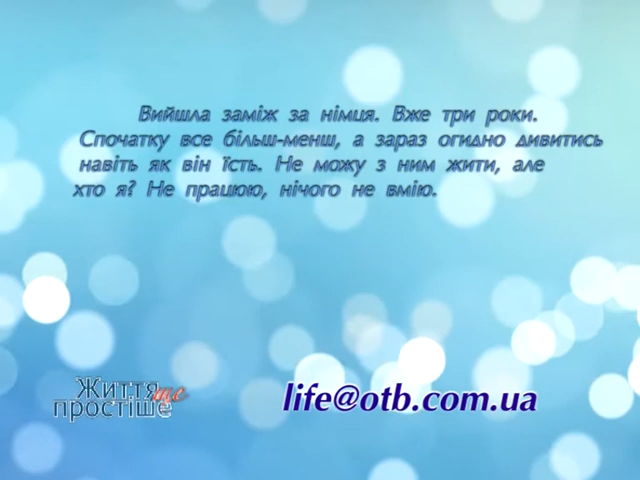 Вийшла заміж за німця. Вже три роки.
Спочатку все більш-менш, а зараз огидно дивитись
навіть як він їсть. Не можу з ним жити, але
хто я? Не працюю, нічого не вмію.
Життя ще
простіше
life@otb.com.ua